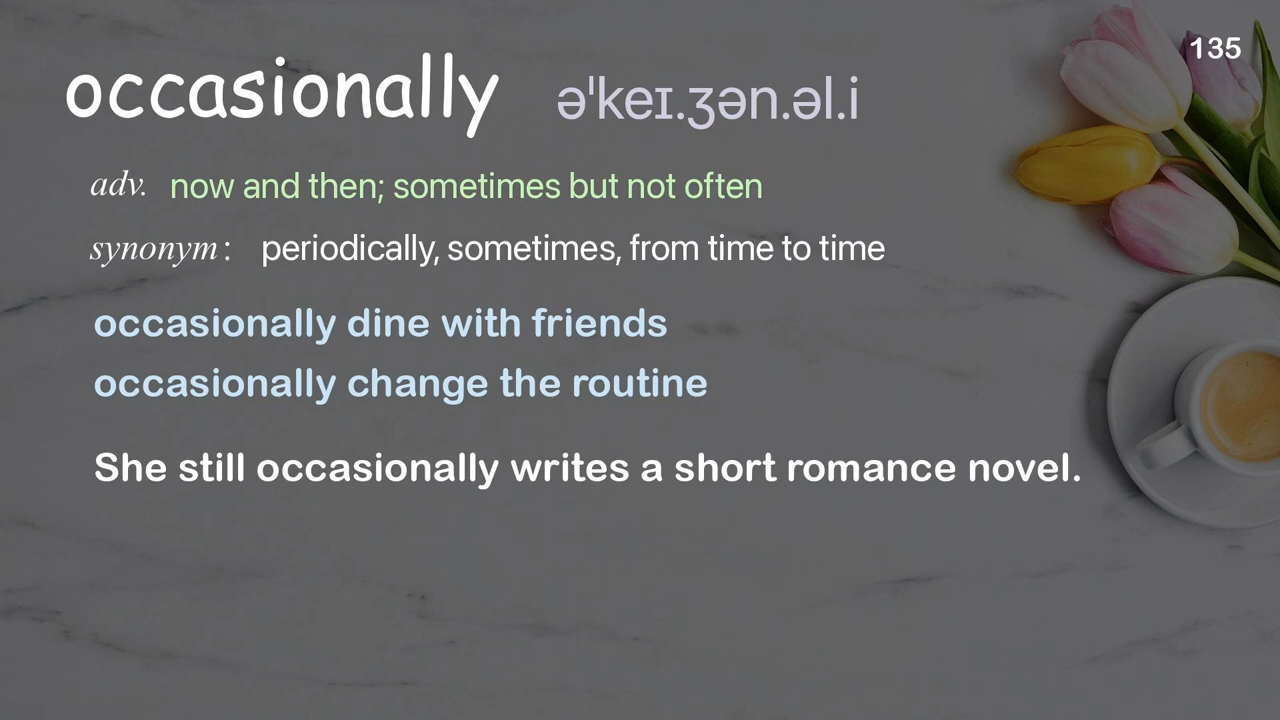 135
occasionally əˈkeɪ.ʒən.əl.i
adv. now and then; sometimes but not often
synonym: periodically, sometimes, from time to time
occasionally dine with friends
occasionally change the routine
She still occasionally writes a short romance novel.